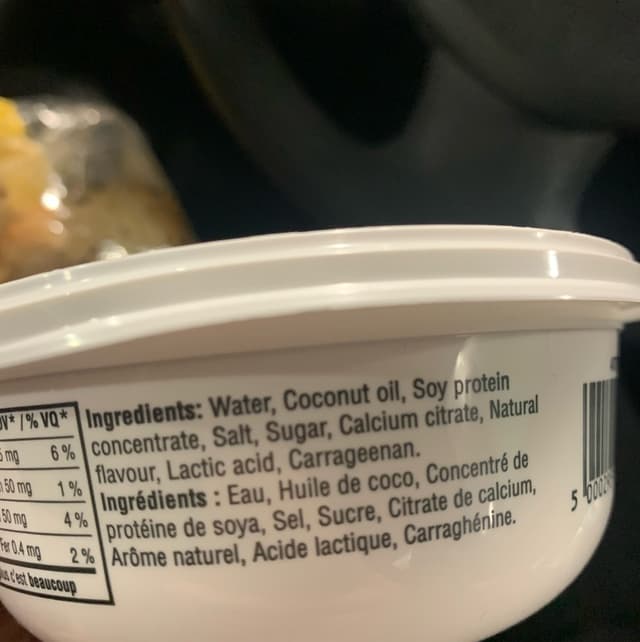 Ingredients: Water, Coconut oil, Soy protein
concentrate, Salt, Sugar, Calcium citrate, Natural
flavour, Lactic acid, Carrageenan.
Ingrédients : Eau, Huile de coco, Concentré de
protéine de soya, Sel, Sucre, Citrate de calcium,
Arôme naturel, Acide lactique, Carraghénine.
/ % VQ*
mg 6 %
50 mg 1 %
50 mg 4 %
Fer 0.4 mg 2 %
c'est beaucoup
5